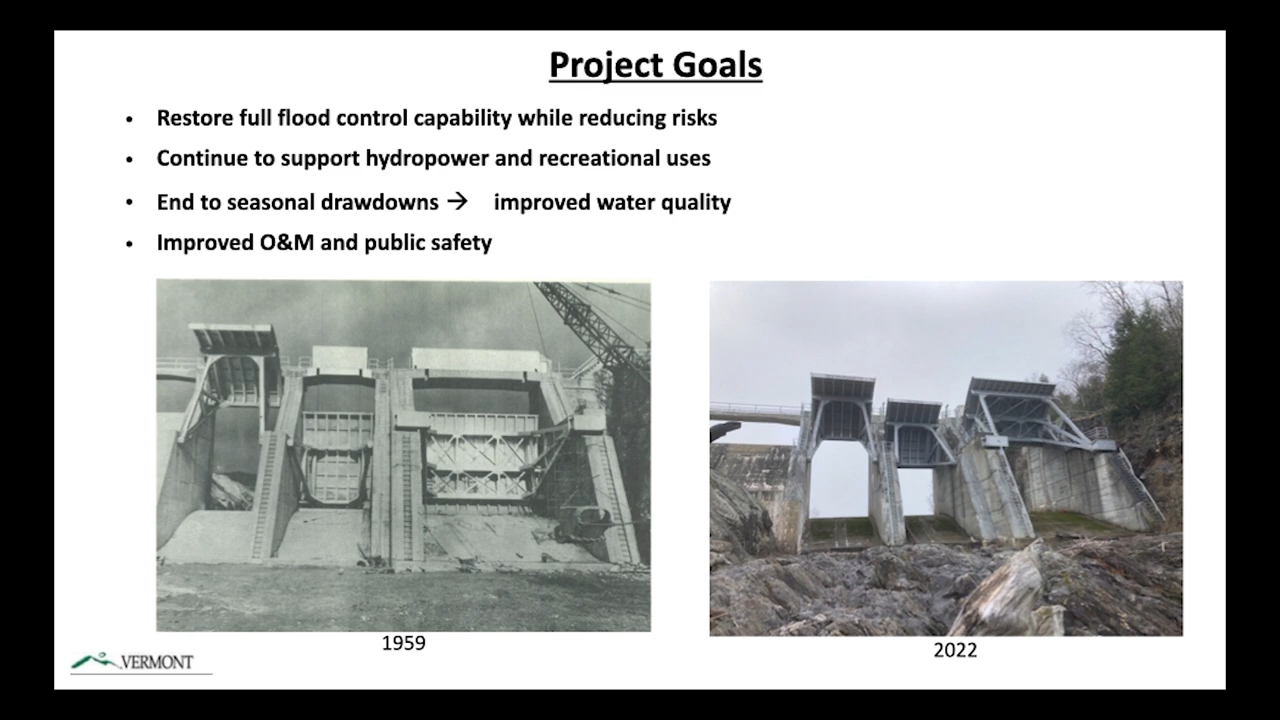 Project Goals
• Restore full flood control capability while reducing risks
• Continue to support hydropower and recreational uses
• End to seasonal drawdowns → improved water quality
• Improved O&M and public safety
1959
2022
VERMONT